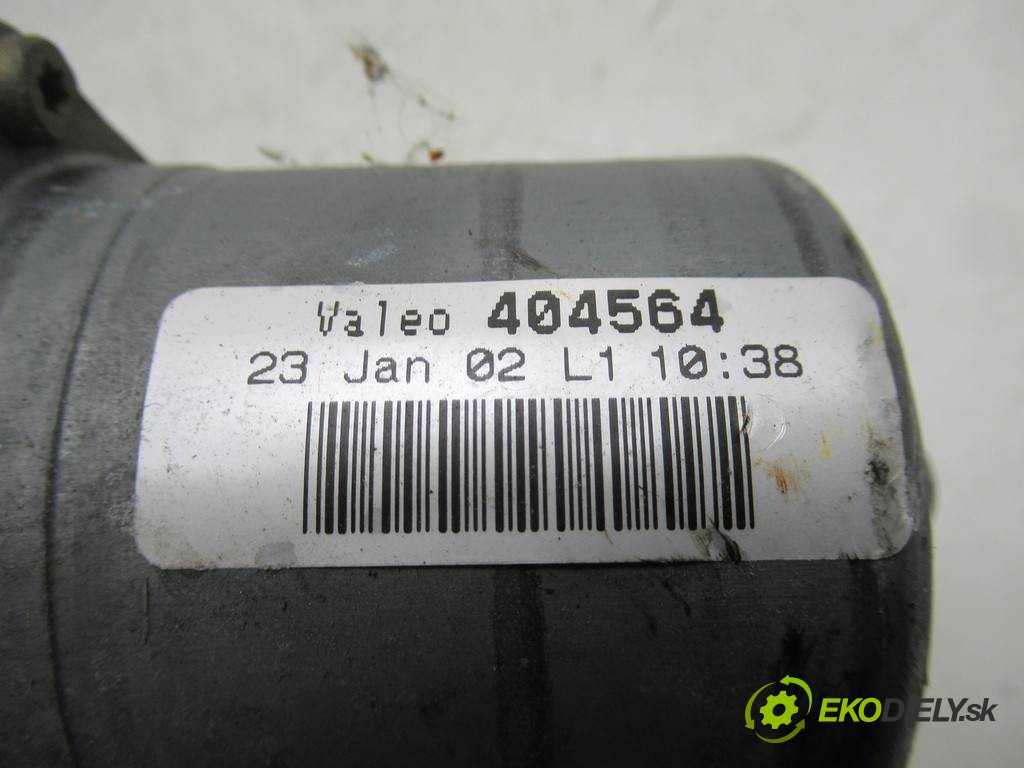 Valeo 404564
23 Jan 02 L1 10:38
EKODIELY.sk